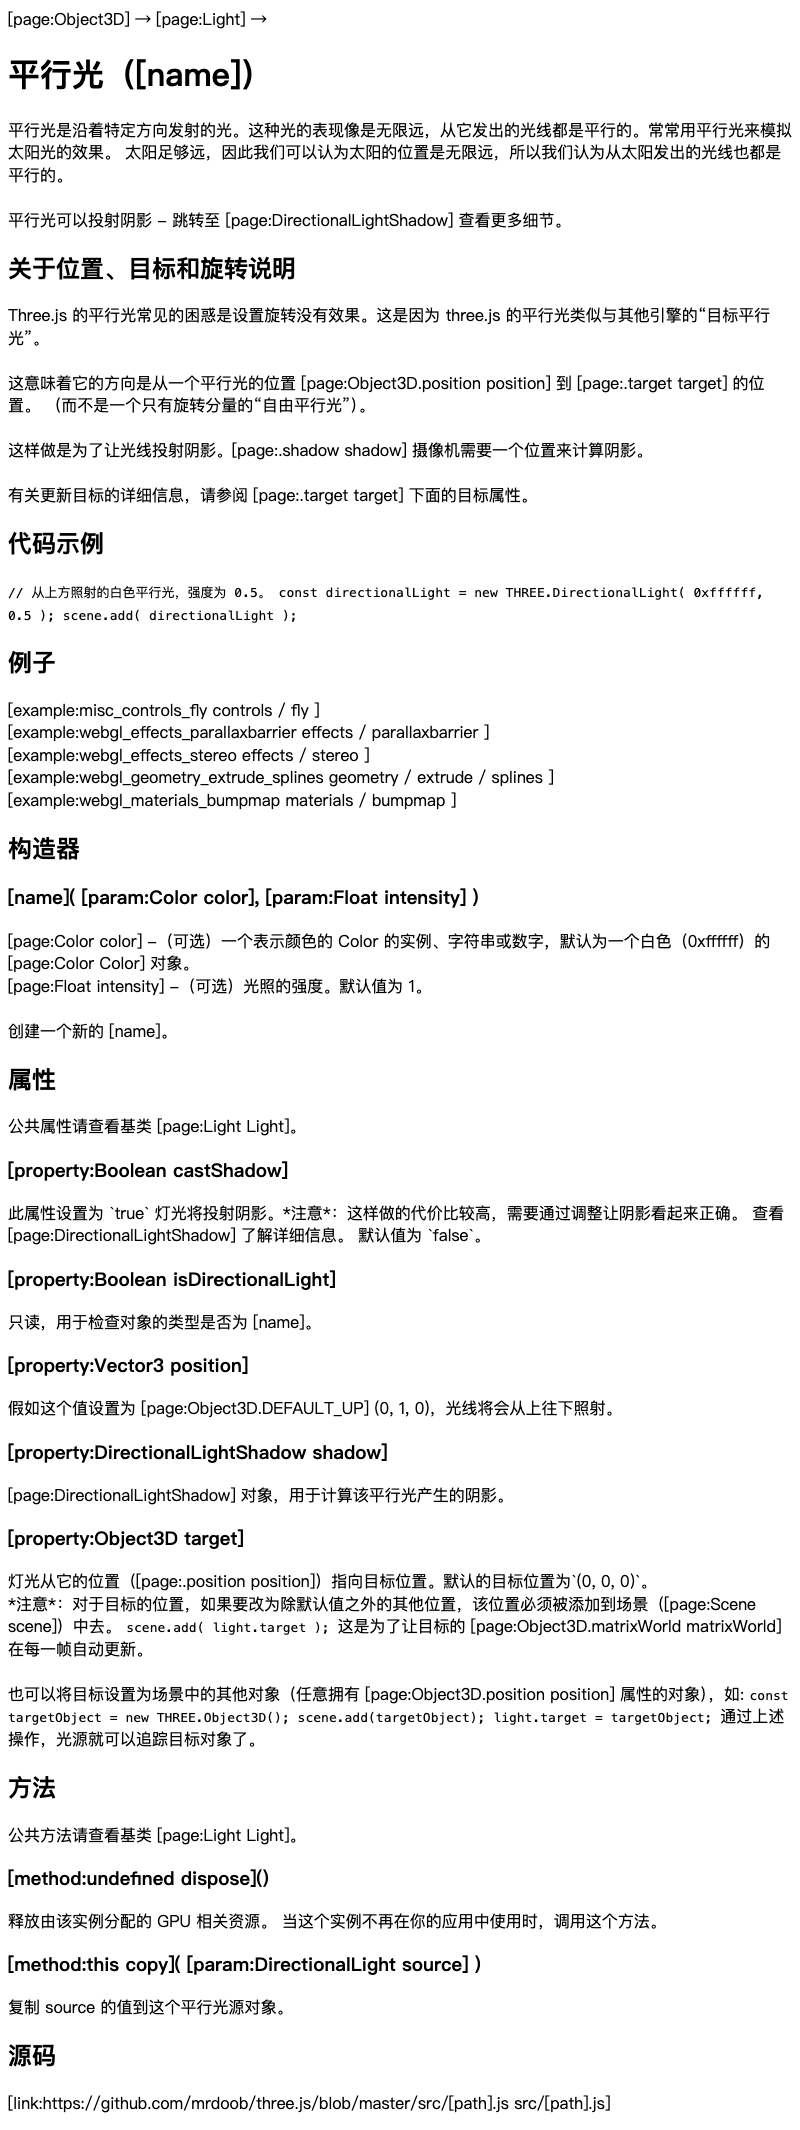 [page:Object3D] → [page:Light] →
平行光（[name]）
平行光是沿着特定方向发射的光。这种光的表现像是无限远，从它发出的光线都是平行的。常常用平行光来模拟
太阳光的效果。 太阳足够远，因此我们可以认为太阳的位置是无限远，所以我们认为从太阳发出的光线也都是
平行的。
平行光可以投射阴影 - 跳转至 [page:DirectionalLightShadow] 查看更多细节。
关于位置、目标和旋转说明
Three.js 的平行光常见的困惑是设置旋转没有效果。这是因为 three.js 的平行光类似与其他引擎的“目标平行
光”。
这意味着它的方向是从一个平行光的位置 [page:Object3D.position position] 到 [page:.target target] 的位
置。 （而不是一个只有旋转分量的“自由平行光”）。
这样做是为了让光线投射阴影。[page:.shadow shadow] 摄像机需要一个位置来计算阴影。
有关更新目标的详细信息，请参阅 [page:.target target] 下面的目标属性。
代码示例
// 从上方照射的白色平行光，强度为 0.5。 const directionalLight = new THREE.DirectionalLight( 0xffffff,
0.5 ); scene.add( directionalLight );
例子
[example:misc_controls_fly controls / fly ]
[example:webgl_effects_parallaxbarrier effects / parallaxbarrier ]
[example:webgl_effects_stereo effects / stereo ]
[example:webgl_geometry_extrude_splines geometry / extrude / splines ]
[example:webgl_materials_bumpmap materials / bumpmap ]
构造器
[name]( [param:Color color], [param:Float intensity] )
[page:Color color] -（可选）一个表示颜色的 Color 的实例、字符串或数字，默认为一个白色（0xffffff）的
[page:Color Color] 对象。
[page:Float intensity] -（可选）光照的强度。默认值为 1。
创建一个新的 [name]。
属性
公共属性请查看基类 [page:Light Light]。
[property:Boolean castShadow]
此属性设置为 `true` 灯光将投射阴影。*注意*：这样做的代价比较高，需要通过调整让阴影看起来正确。 查看
[page:DirectionalLightShadow] 了解详细信息。 默认值为 `false`。
[property:Boolean isDirectionalLight]
只读，用于检查对象的类型是否为 [name]。
[property:Vector3 position]
假如这个值设置为 [page:Object3D.DEFAULT_UP] (0, 1, 0)，光线将会从上往下照射。
[property:DirectionalLightShadow shadow]
[page:DirectionalLightShadow] 对象，用于计算该平行光产生的阴影。
[property:Object3D target]
灯光从它的位置（[page:.position position]）指向目标位置。默认的目标位置为`(0, 0, 0)`。
*注意*：对于目标的位置，如果要改为除默认值之外的其他位置，该位置必须被添加到场景（[page:Scene
scene]）中去。 scene.add( light.target ); 这是为了让目标的 [page:Object3D.matrixWorld matrixWorld]
在每一帧自动更新。
也可以将目标设置为场景中的其他对象（任意拥有 [page:Object3D.position position] 属性的对象），如: const
targetObject = new THREE.Object3D(); scene.add(targetObject); light.target = targetObject; 通过上述
操作，光源就可以追踪目标对象了。
方法
公共方法请查看基类 [page:Light Light]。
[method:undefined dispose]()
释放由该实例分配的 GPU 相关资源。 当这个实例不再在你的应用中使用时，调用这个方法。
[method:this copy]( [param:DirectionalLight source] )
复制 source 的值到这个平行光源对象。
源码
[link:https://github.com/mrdoob/three.js/blob/master/src/[path].js src/[path].js]